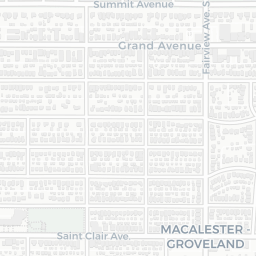 Summit Avenue
Grand Avenue
Fairview Ave. S
Saint Clair Ave.
MACALESTER -
GROVELAND